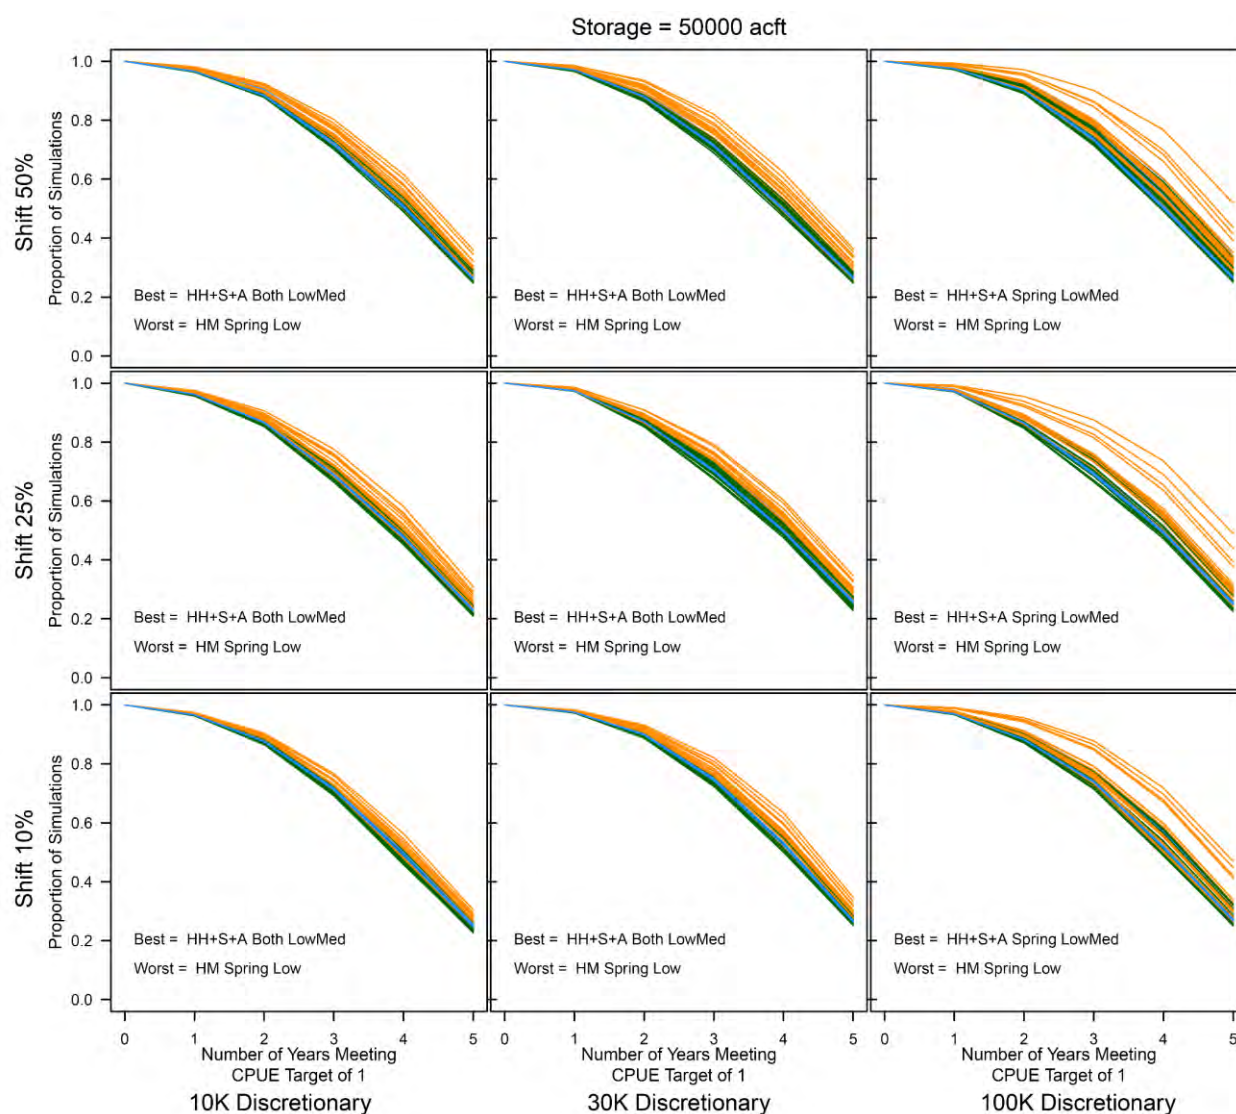 Storage = 50000 acft
Shift 50%
Proportion of Simulations
1.0
0.8
0.6
0.4
0.2
0.0
Best = HH+S+A Both LowMed
Worst = HM Spring Low
Best = HH+S+A Both LowMed
Worst = HM Spring Low
Best = HH+S+A Spring LowMed
Worst = HM Spring Low
Shift 25%
Proportion of Simulations
1.0
0.8
0.6
0.4
0.2
0.0
Best = HH+S+A Both LowMed
Worst = HM Spring Low
Best = HH+S+A Both LowMed
Worst = HM Spring Low
Best = HH+S+A Spring LowMed
Worst = HM Spring Low
Shift 10%
Proportion of Simulations
1.0
0.8
0.6
0.4
0.2
0.0
Best = HH+S+A Both LowMed
Worst = HM Spring Low
Best = HH+S+A Both LowMed
Worst = HM Spring Low
Best = HH+S+A Spring LowMed
Worst = HM Spring Low
0 1 2 3 4 5
Number of Years Meeting
CPUE Target of 1
10K Discretionary
0 1 2 3 4 5
Number of Years Meeting
CPUE Target of 1
30K Discretionary
0 1 2 3 4 5
Number of Years Meeting
CPUE Target of 1
100K Discretionary